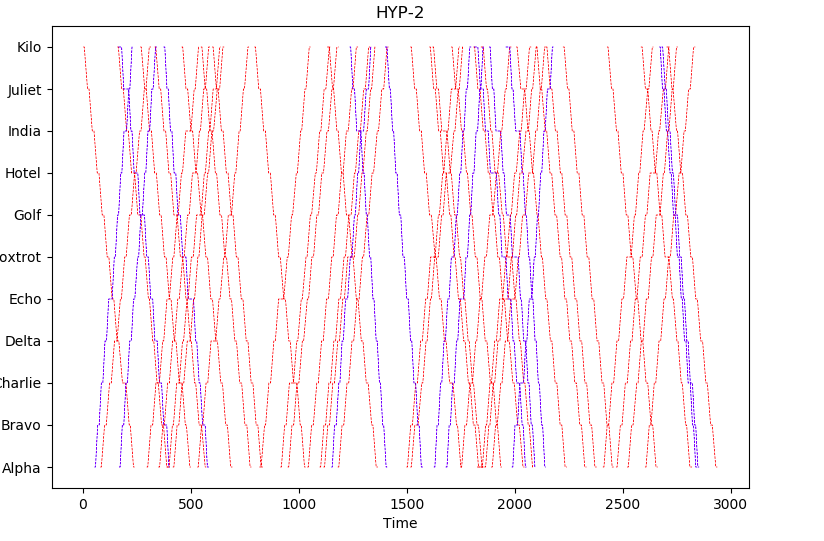 HYP-2
Kilo
Juliet
India
Hotel
Golf
oxtrot
Echo
Delta
Charlie
Bravo
Alpha
0 500 1000 1500 2000 2500 3000
Time